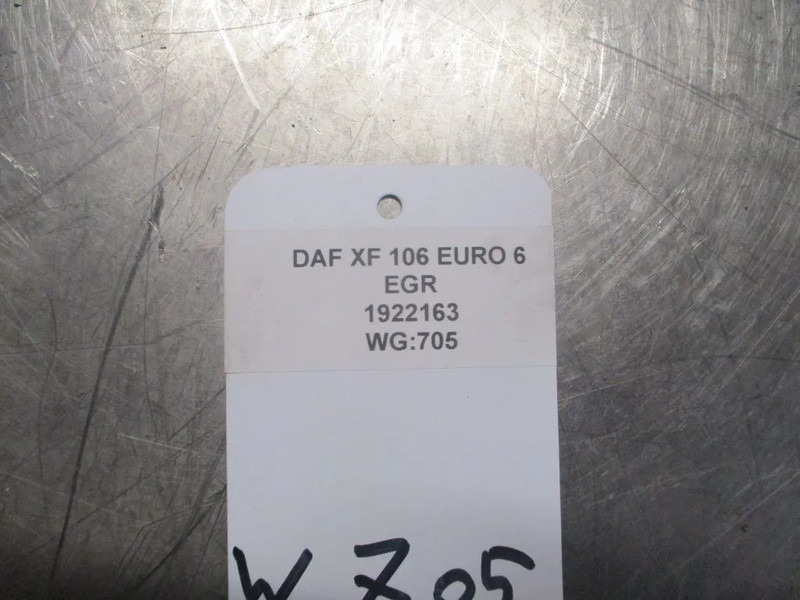 DAF XF 106 EURO 6
EGR
1922163
WG:705
W 705